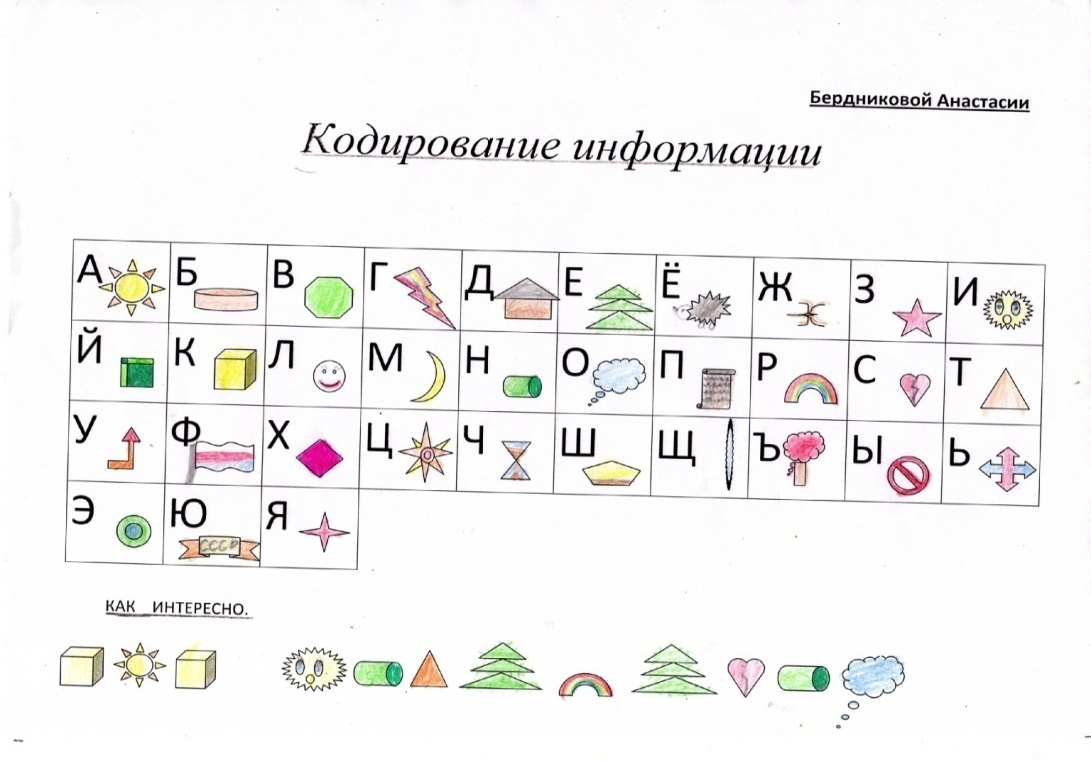 Бердниковой Анастасии
Кодирование информации
А Б В Г Д Е Ё Ж З И
Й К Л М Н О П Р С Т
У Ф Х Ц Ч Ш Щ Ъ Ы Ь
Э Ю СССР Я
КАК ИНТЕРЕСНО.